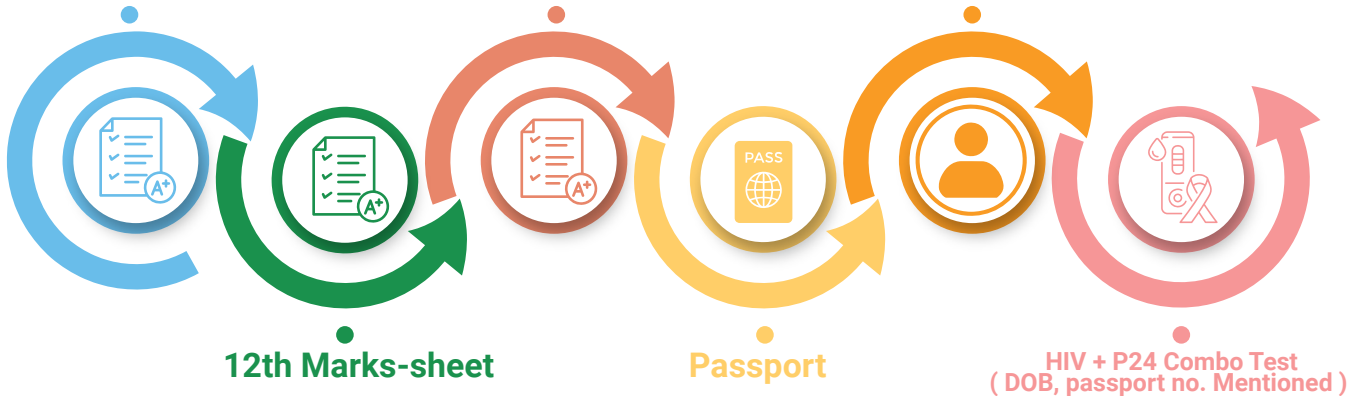 A+
A+
A+
PASS
12th Marks-sheet
Passport
HIV + P24 Combo Test
( DOB, passport no. Mentioned )